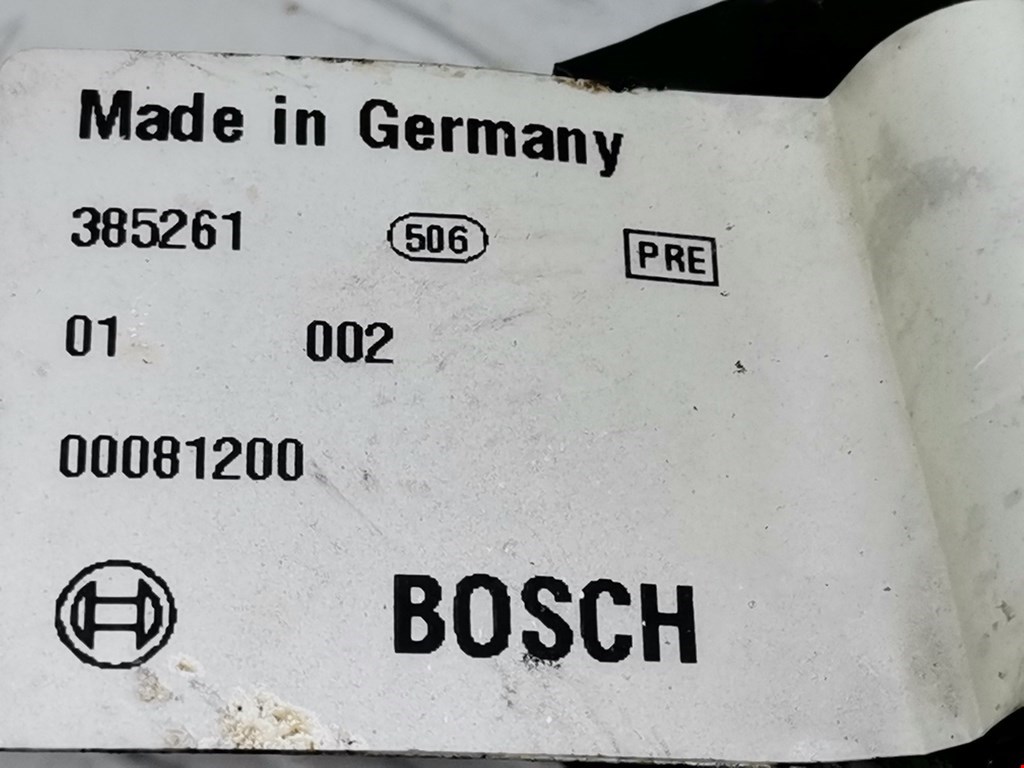 Made in Germany
385261 506 PRE
01 002
00081200
BOSCH